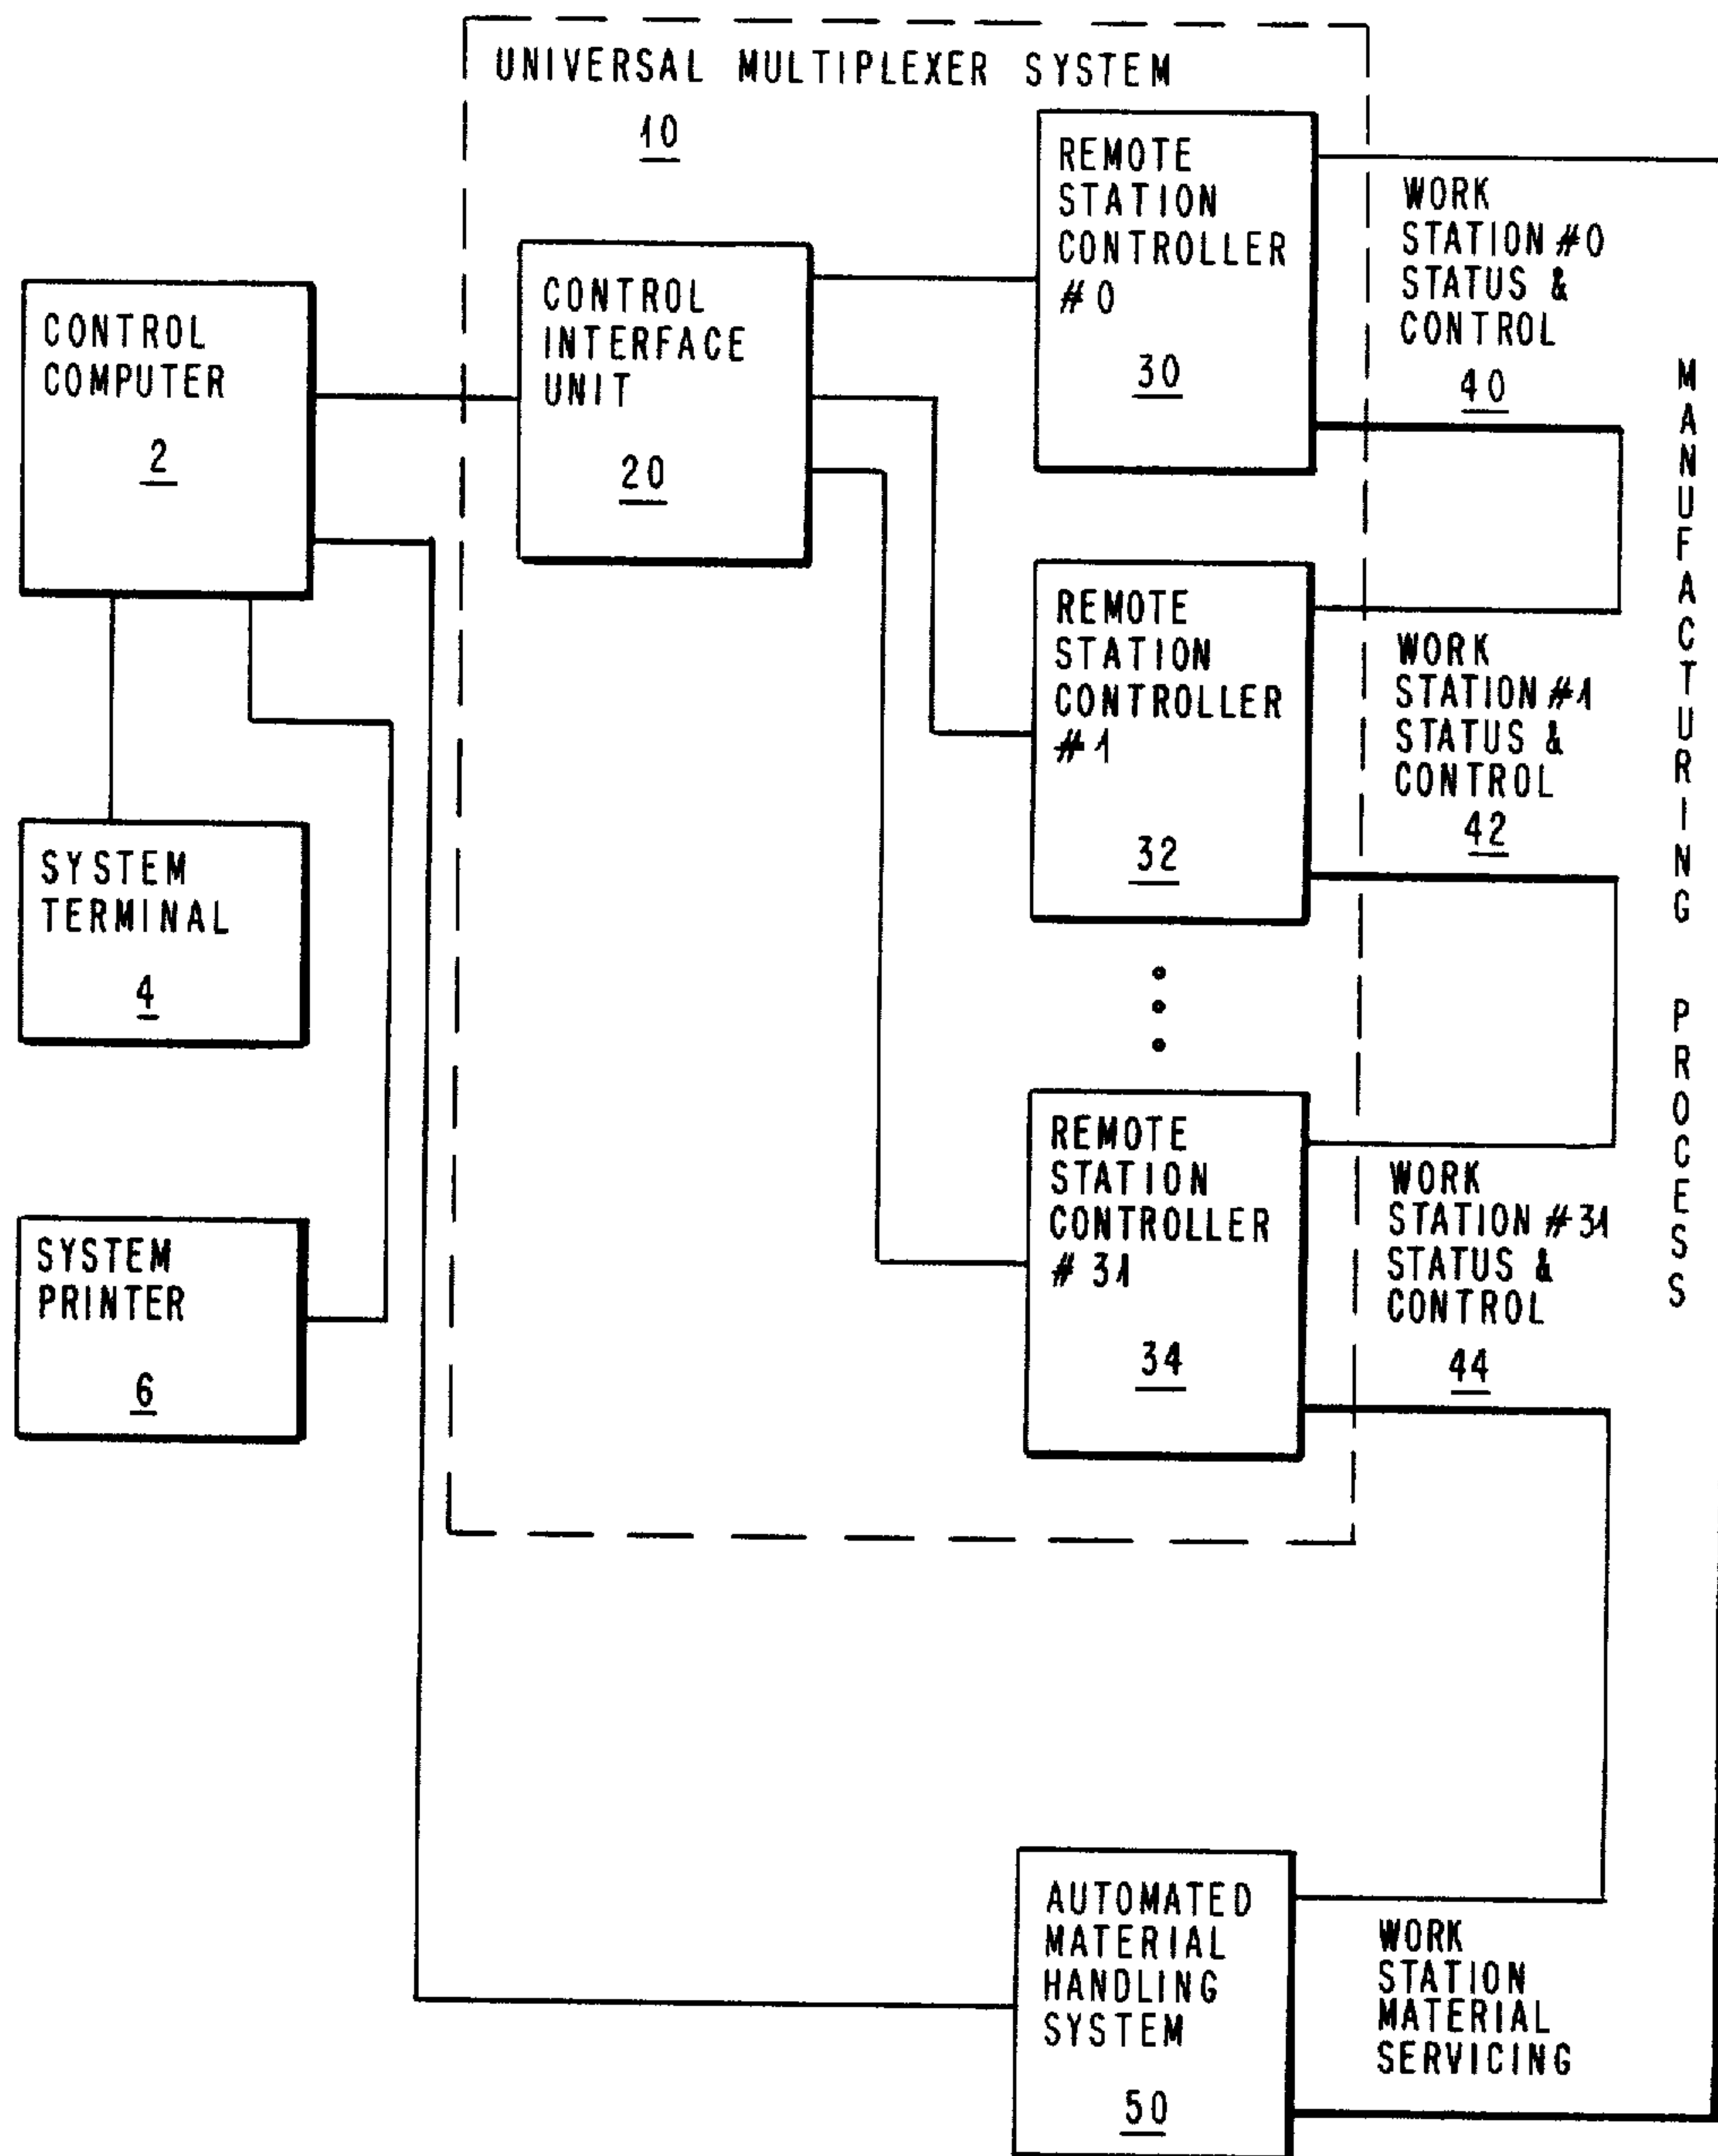 UNIVERSAL MULTIPLEXER SYSTEM
10
CONTROL
COMPUTER
2
SYSTEM
TERMINAL
4
SYSTEM
PRINTER
6
CONTROL
INTERFACE
UNIT
20
REMOTE
STATION
CONTROLLER
#0
30
REMOTE
STATION
CONTROLLER
#1
32
REMOTE
STATION
CONTROLLER
#31
34
WORK
STATION #0
STATUS &
CONTROL
40
WORK
STATION #1
STATUS &
CONTROL
42
WORK
STATION #31
STATUS &
CONTROL
44
MANUFACTURING PROCESS
AUTOMATED
MATERIAL
HANDLING
SYSTEM
50
WORK
STATION
MATERIAL
SERVICING